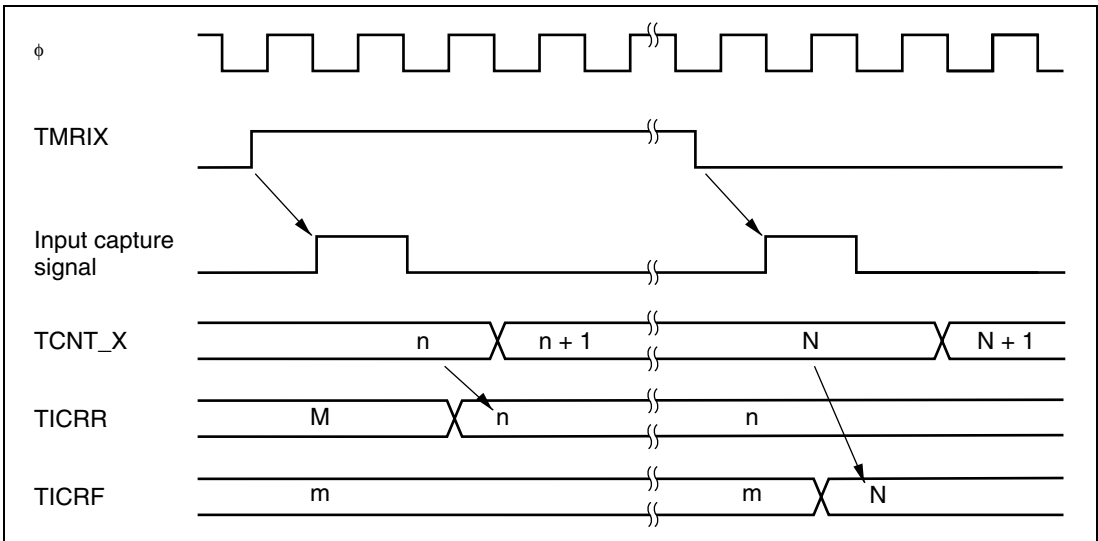 φ
TMRIX
Input capture
signal
TCNT_X n n + 1 N N + 1
TICRR M n n
TICRF m m N